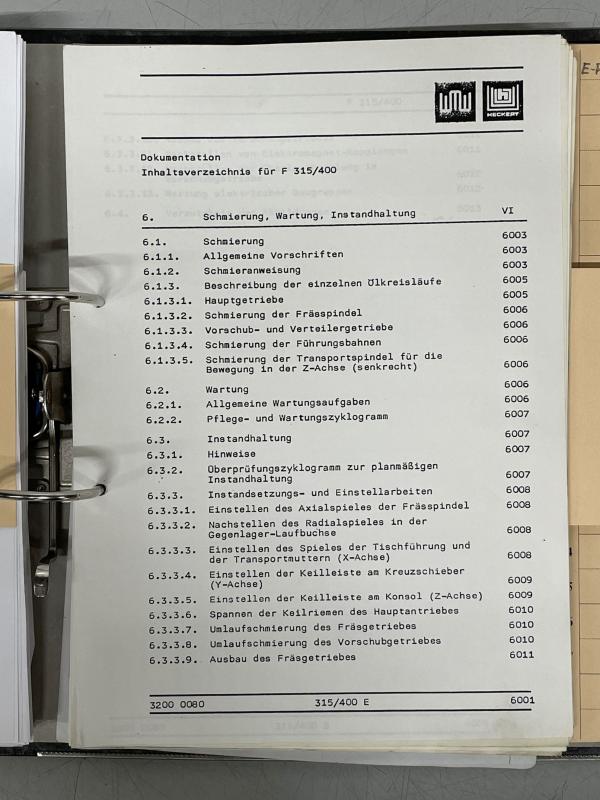 E-
WMW
HECKERT
Dokumentation
Inhaltsverzeichnis für F 315/400
6. Schmierung, Wartung, Instandhaltung VI
6.1. Schmierung 6003
6.1.1. Allgemeine Vorschriften 6003
6.1.2. Schmieranweisung 6003
6.1.3. Beschreibung der einzelnen Ölkreisläufe 6005
6.1.3.1. Hauptgetriebe 6005
6.1.3.2. Schmierung der Frässpindel 6006
6.1.3.3. Vorschub- und Verteilergetriebe 6006
6.1.3.4. Schmierung der Führungsbahnen 6006
6.1.3.5. Schmierung der Transportspindel für die
Bewegung in der Z-Achse (senkrecht) 6006
6.2. Wartung 6006
6.2.1. Allgemeine Wartungsaufgaben 6006
6.2.2. Pflege- und Wartungszyklogramm 6007
6.3. Instandhaltung 6007
6.3.1. Hinweise 6007
6.3.2. Überprüfungszyklogramm zur planmäßigen
Instandhaltung 6007
6.3.3. Instandsetzungs- und Einstellarbeiten 6008
6.3.3.1. Einstellen des Axialspieles der Frässpindel 6008
6.3.3.2. Nachstellen des Radialspieles in der
Gegenlager-Laufbuchse 6008
6.3.3.3. Einstellen des Spieles der Tischführung und
der Transportmuttern (X-Achse) 6008
6.3.3.4. Einstellen der Keilleiste am Kreuzschieber
(Y-Achse) 6009
6.3.3.5. Einstellen der Keilleiste am Konsol (Z-Achse) 6009
6.3.3.6. Spannen der Keilriemen des Hauptantriebes 6010
6.3.3.7. Umlaufschmierung des Fräsgetriebes 6010
6.3.3.8. Umlaufschmierung des Vorschubgetriebes 6010
6.3.3.9. Ausbau des Fräsgetriebes 6011
3200 0080 315/400 E 6001